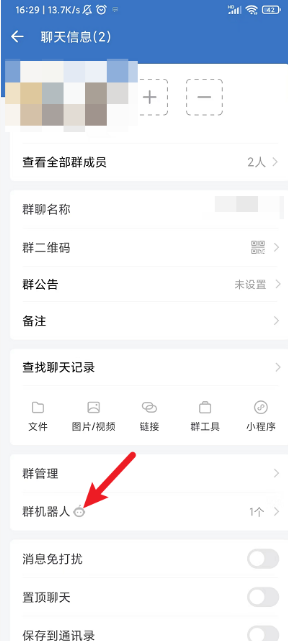 16:29 | 13.7K/s
42
聊天信息(2)
查看全部群成员 2人
群聊名称
群二维码
群公告 未设置
备注
查找聊天记录
文件 图片/视频 链接 群工具 小程序
群管理
群机器人 1个
消息免打扰
置顶聊天
保存到通讯录